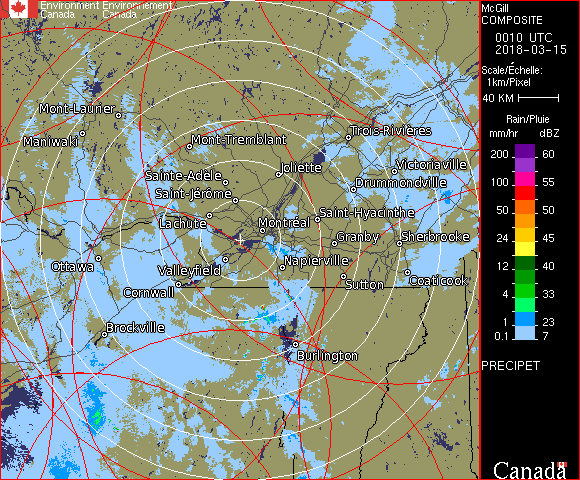 Environment Environnement
Canada Canada
McGill
COMPOSITE
0010 UTC
2018-03-15
Scale/Échelle:
1km/Pixel
40 KM
Rain/Pluie
mm/hr dBZ
200 60
100 55
50 50
24 45
12 40
4 33
1 23
0.1 7
PRECIPET
Mont-Laurier
Maniwaki
Mont-Tremblant
Trois-Rivières
Sainte-Adèle
Joliette
Victoriaville
Saint-Jérôme
Drummondville
Lachute
Montréal
Saint-Hyacinthe
Granby
Sherbrooke
Ottawa
Valleyfield
Napierville
Cornwall
Sutton
Coaticook
Brockville
Burlington
Canada